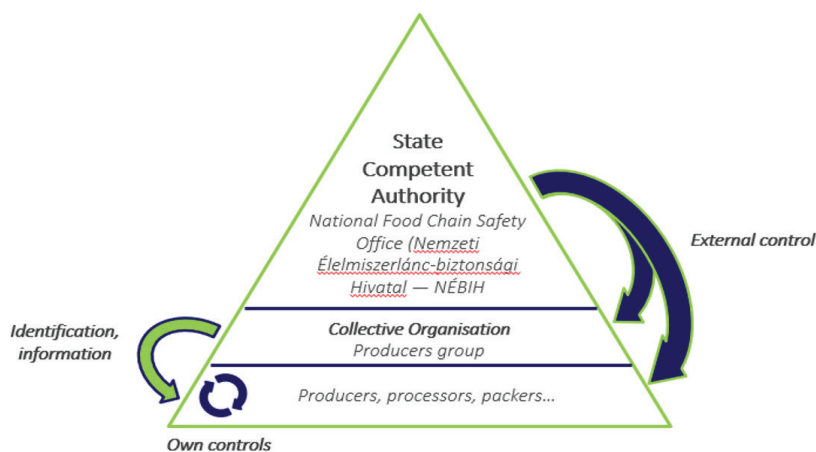 State
Competent
Authority
National Food Chain Safety
Office (Nemzeti
Élelmiszerlánc-biztonsági
Hivatal — NÉBIH
External control
Identification,
information
Collective Organisation
Producers group
Producers, processors, packers...
Own controls